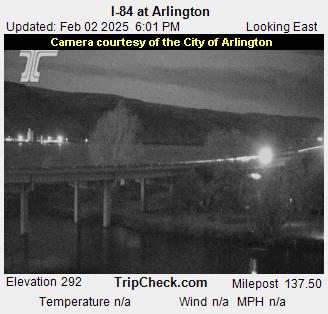 I-84 at Arlington
Updated: Feb 02 2025 6:01 PM Looking East
Camera courtesy of the City of Arlington
Elevation 292 TripCheck.com Milepost 137.50
Temperature n/a Wind n/a MPH n/a